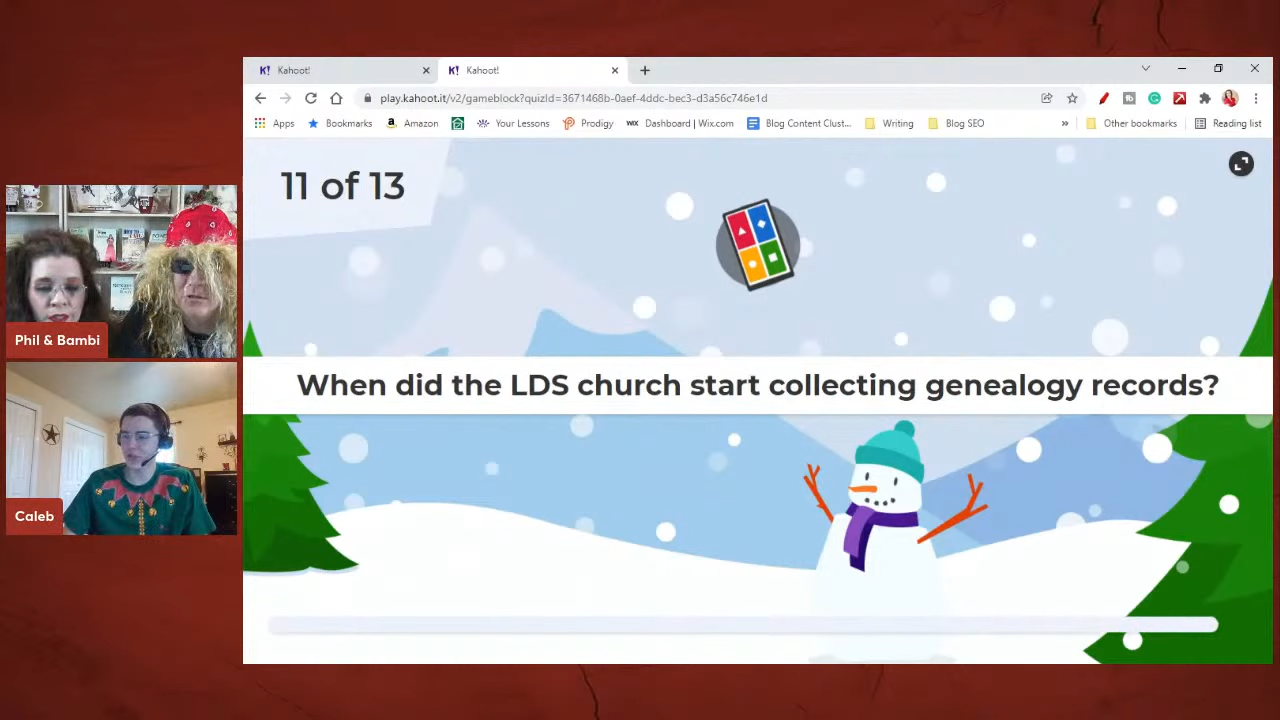 Kahoot!
Kahoot!
play.kahoot.it/v2/gameblock?quizId=3671468b-0aef-4ddc-bec3-d3a56c746e1d
Apps
Bookmarks
Amazon
Your Lessons
Prodigy
WIX
Dashboard | Wix.com
Blog Content Clust...
Writing
Blog SEO
»
Other bookmarks
Reading list
11 of 13
When did the LDS church start collecting genealogy records?
Phil & Bambi
Caleb